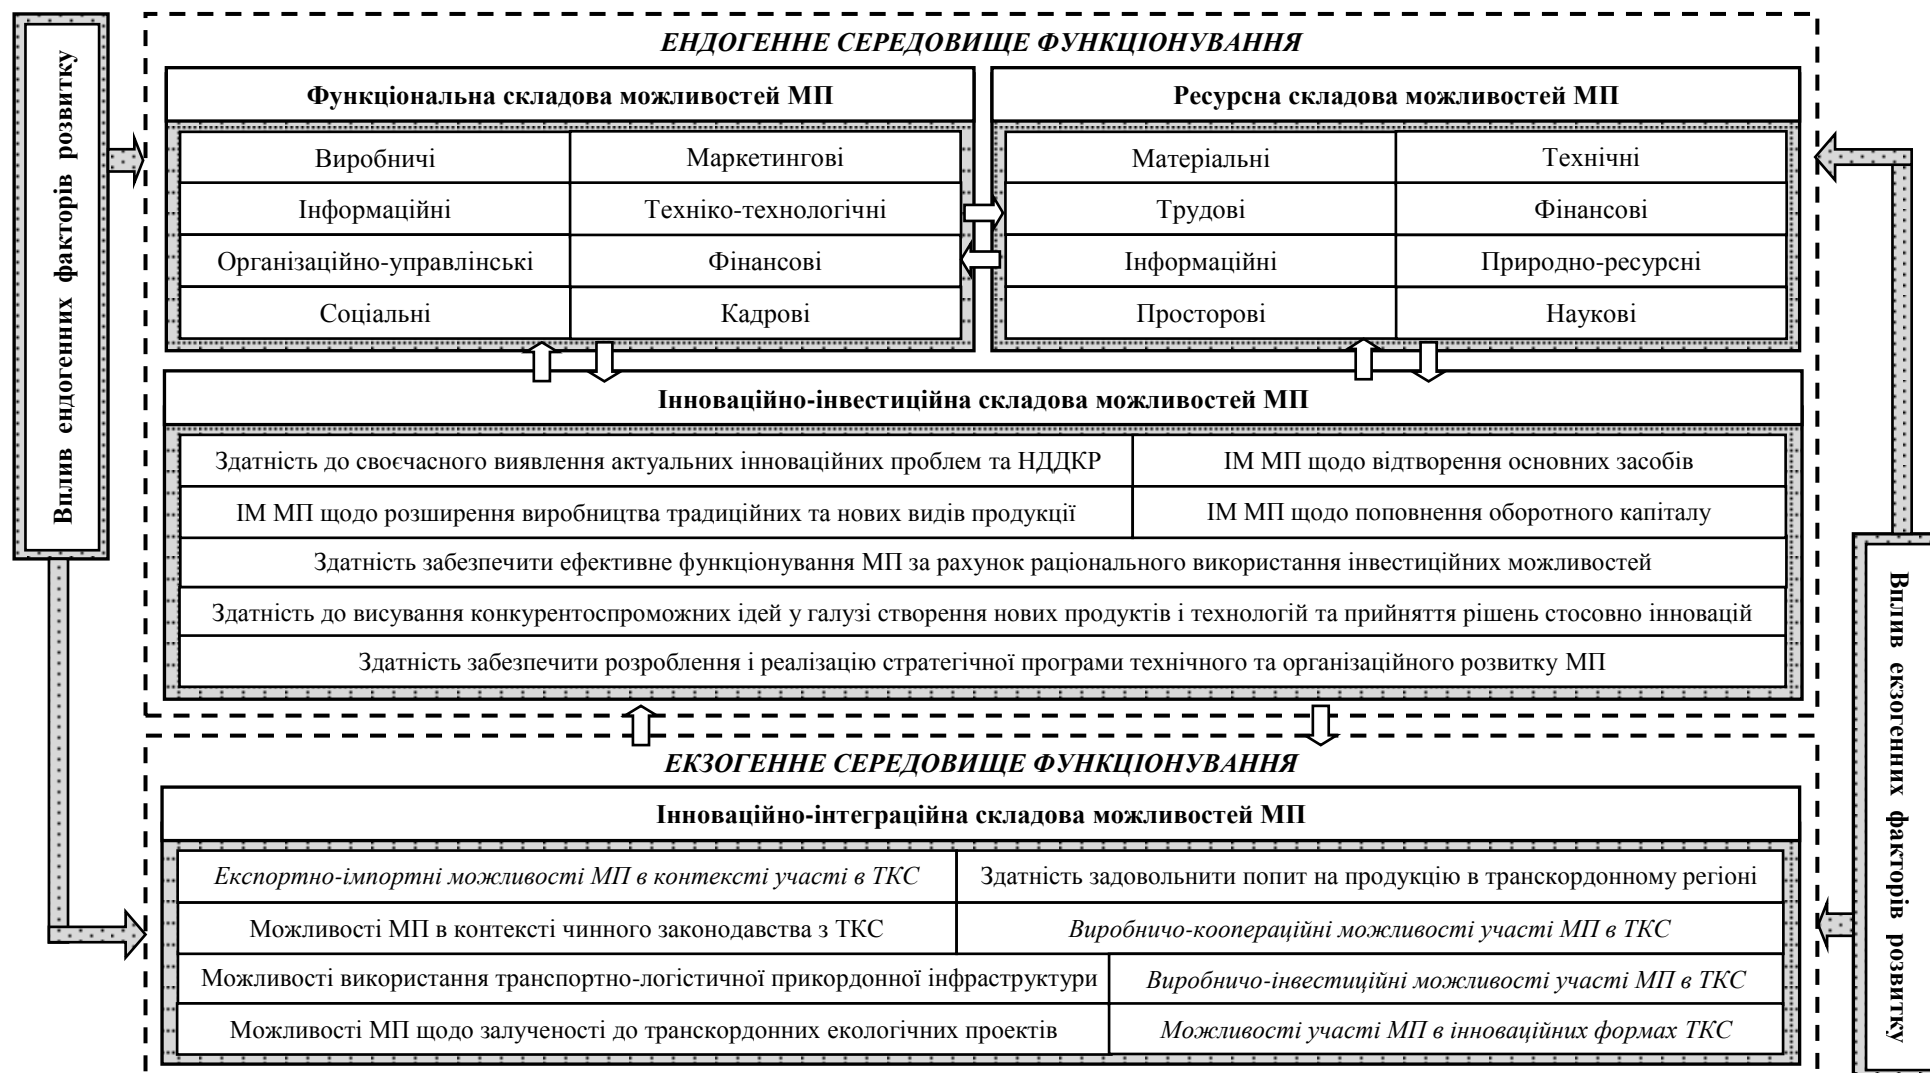 Вплив ендогенних факторів розвитку
ЕНДОГЕННЕ СЕРЕДОВИЩЕ ФУНКЦІОНУВАННЯ
Функціональна складова можливостей МП
Виробничі
Маркетингові
Інформаційні
Техніко-технологічні
Організаційно-управлінські
Фінансові
Соціальні
Кадрові
Ресурсна складова можливостей МП
Матеріальні
Технічні
Трудові
Фінансові
Інформаційні
Природно-ресурсні
Просторові
Наукові
Інноваційно-інвестиційна складова можливостей МП
Здатність до своєчасного виявлення актуальних інноваційних проблем та НДДКР
ІМ МП щодо відтворення основних засобів
ІМ МП щодо розширення виробництва традиційних та нових видів продукції
ІМ МП щодо поповнення оборотного капіталу
Здатність забезпечити ефективне функціонування МП за рахунок раціонального використання інвестиційних можливостей
Здатність до висування конкурентоспроможних ідей у галузі створення нових продуктів і технологій та прийняття рішень стосовно інновацій
Здатність забезпечити розроблення і реалізацію стратегічної програми технічного та організаційного розвитку МП
ЕКЗОГЕННЕ СЕРЕДОВИЩЕ ФУНКЦІОНУВАННЯ
Інноваційно-інтеграційна складова можливостей МП
Експортно-імпортні можливості МП в контексті участі в ТКС
Здатність задовольнити попит на продукцію в транскордонному регіоні
Можливості МП в контексті чинного законодавства з ТКС
Виробничо-коопераційні можливості участі МП в ТКС
Можливості використання транспортно-логістичної прикордонної інфраструктури
Виробничо-інвестиційні можливості участі МП в ТКС
Можливості МП щодо залученості до транскордонних екологічних проектів
Можливості участі МП в інноваційних формах ТКС
Вплив екзогенних факторів розвитку